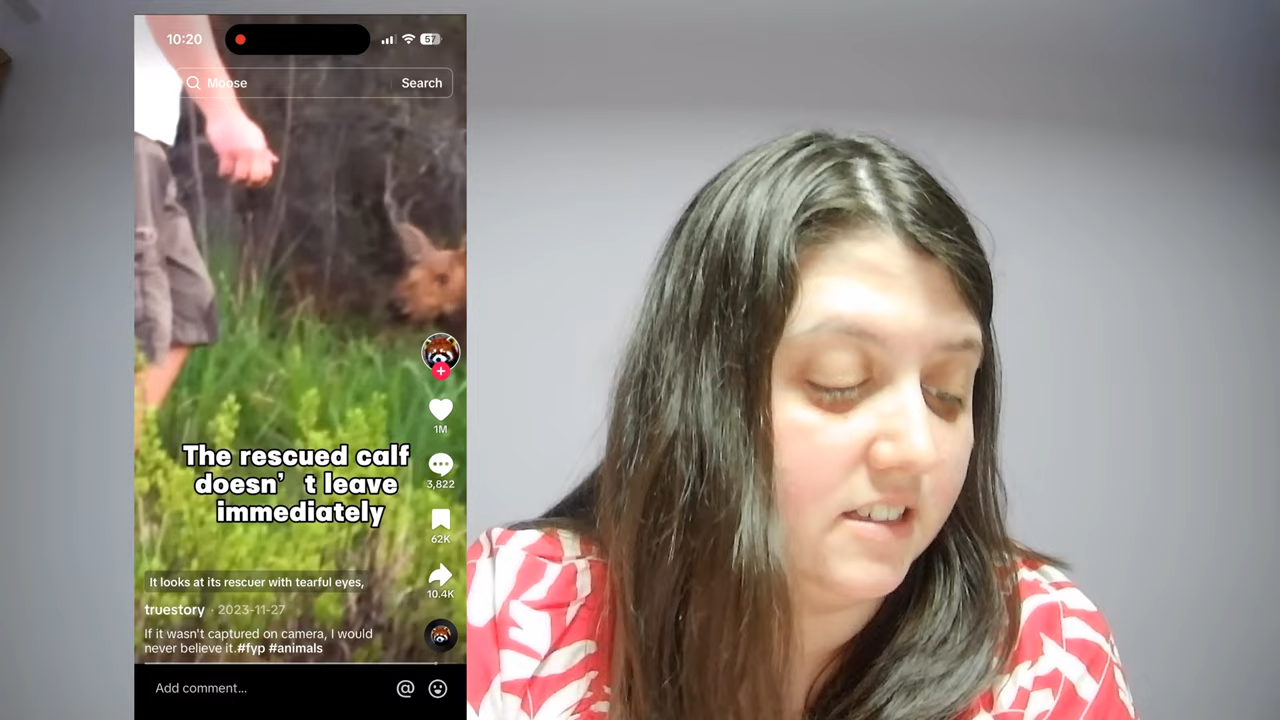 10:20
57
Moose
Search
1M
3,822
62K
10.4K
The rescued calf
doesn’ t leave
immediately
It looks at its rescuer with tearful eyes,
truestory · 2023-11-27
If it wasn't captured on camera, I would
never believe it.#fyp #animals
Add comment...
@